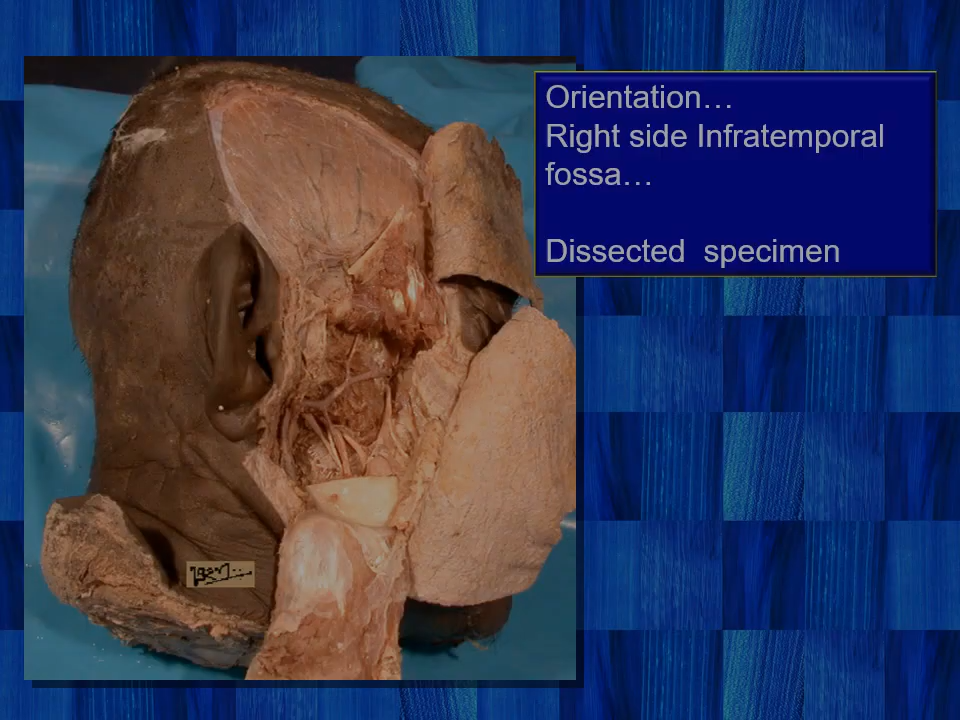 Orientation…
Right side Infratemporal
fossa…
Dissected  specimen